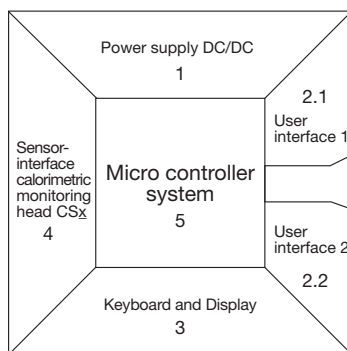 Power supply DC/DC
1
2.1
User
interface 1
Sensor-
interface
calorimetric
monitoring
head CSx
4
Micro controller
system
5
User
interface 2
2.2
Keyboard and Display
3